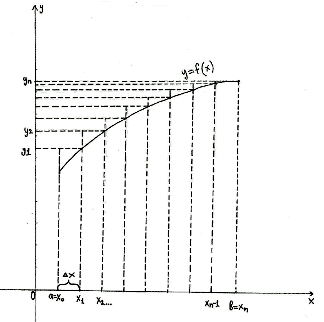 y
y = f(x)
yn
y2
y1
Δx
0 a=x₀ x₁ x₂... xn-1 b=xn x